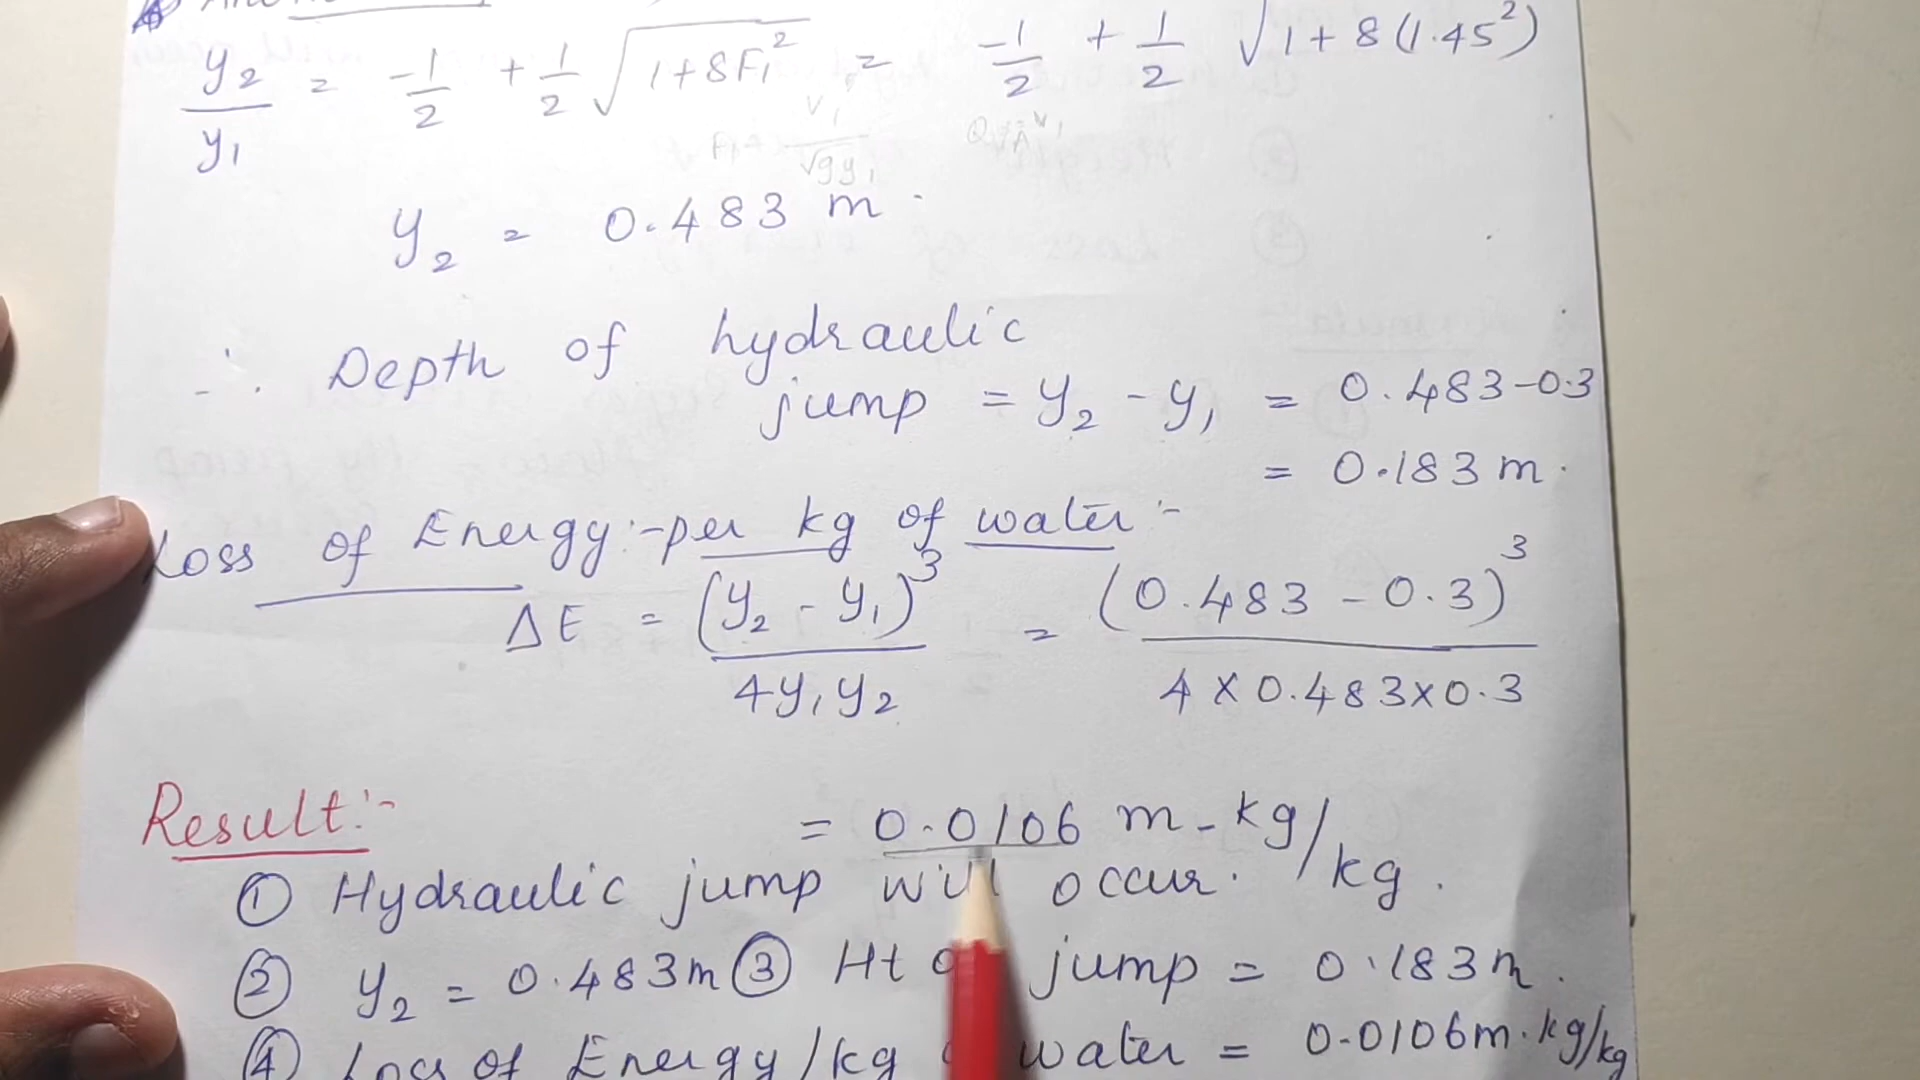 y₂/y₁ = -1/2 + 1/2 √(1+8F₁²) = -1/2 + 1/2 √1+8(1.45²)
V₁/√gy₁
y₂ = 0.483 m.
∴ Depth of hydraulic
jump = y₂ - y₁ = 0.483-0.3
= 0.183 m.
Loss of Energy:-per kg of water:-
ΔE = (y₂ - y₁)³/4y₁y₂ = (0.483 - 0.3)³/4 x 0.483x0.3
Result:- = 0.0106 m-kg/kg.
① Hydraulic jump will occur.
② y₂ = 0.483m ③ Ht jump = 0.183m.
④ Loss of Energy/kg water = 0.0106m.kg/kg